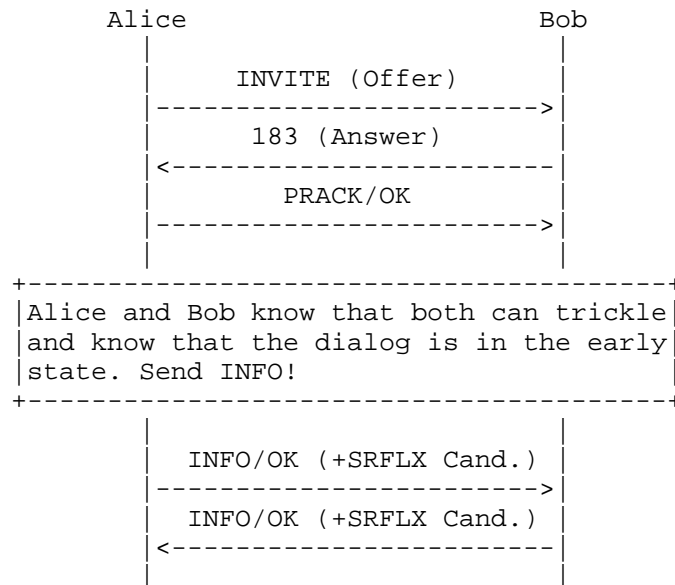 Alice Bob
INVITE (Offer)
183 (Answer)
PRACK/OK
Alice and Bob know that both can trickle
and know that the dialog is in the early
state. Send INFO!
INFO/OK (+SRFLX Cand.)
INFO/OK (+SRFLX Cand.)